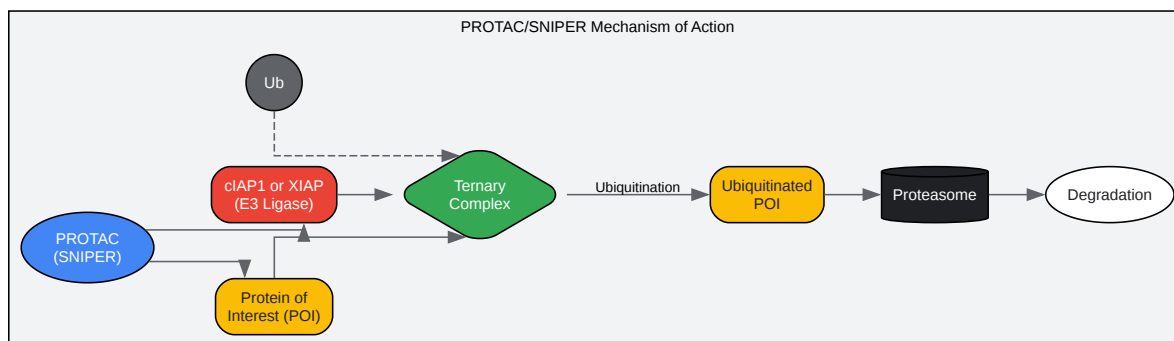 PROTAC/SNIPER Mechanism of Action
Ub
cIAP1 or XIAP
(E3 Ligase)
Ternary
Complex
Ubiquitination
Ubiquitinated
POI
Proteasome
Degradation
PROTAC
(SNIPER)
Protein of
Interest (POI)